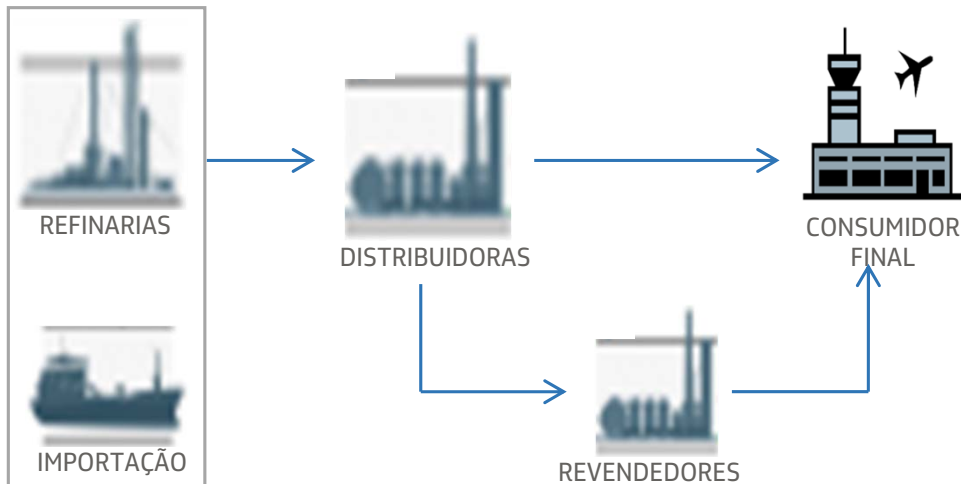 REFINARIAS
IMPORTAÇÃO
DISTRIBUIDORAS
REVENDEDORES
CONSUMIDOR
FINAL